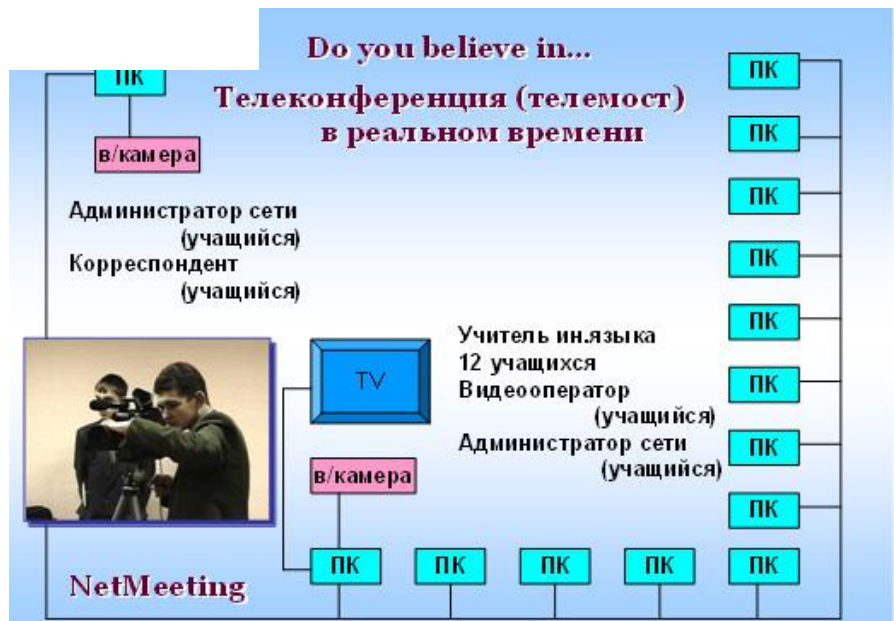 Do you believe in...
Телеконференция (телемост)
в реальном времени
ПК
в/камера
Администратор сети
(учащийся)
Корреспондент
(учащийся)
TV
Учитель ин.языка
12 учащихся
Видеооператор
(учащийся)
Администратор сети
(учащийся)
в/камера
ПК
ПК
ПК
ПК
ПК
ПК
ПК
ПК
ПК
ПК
ПК
ПК
ПК
NetMeeting